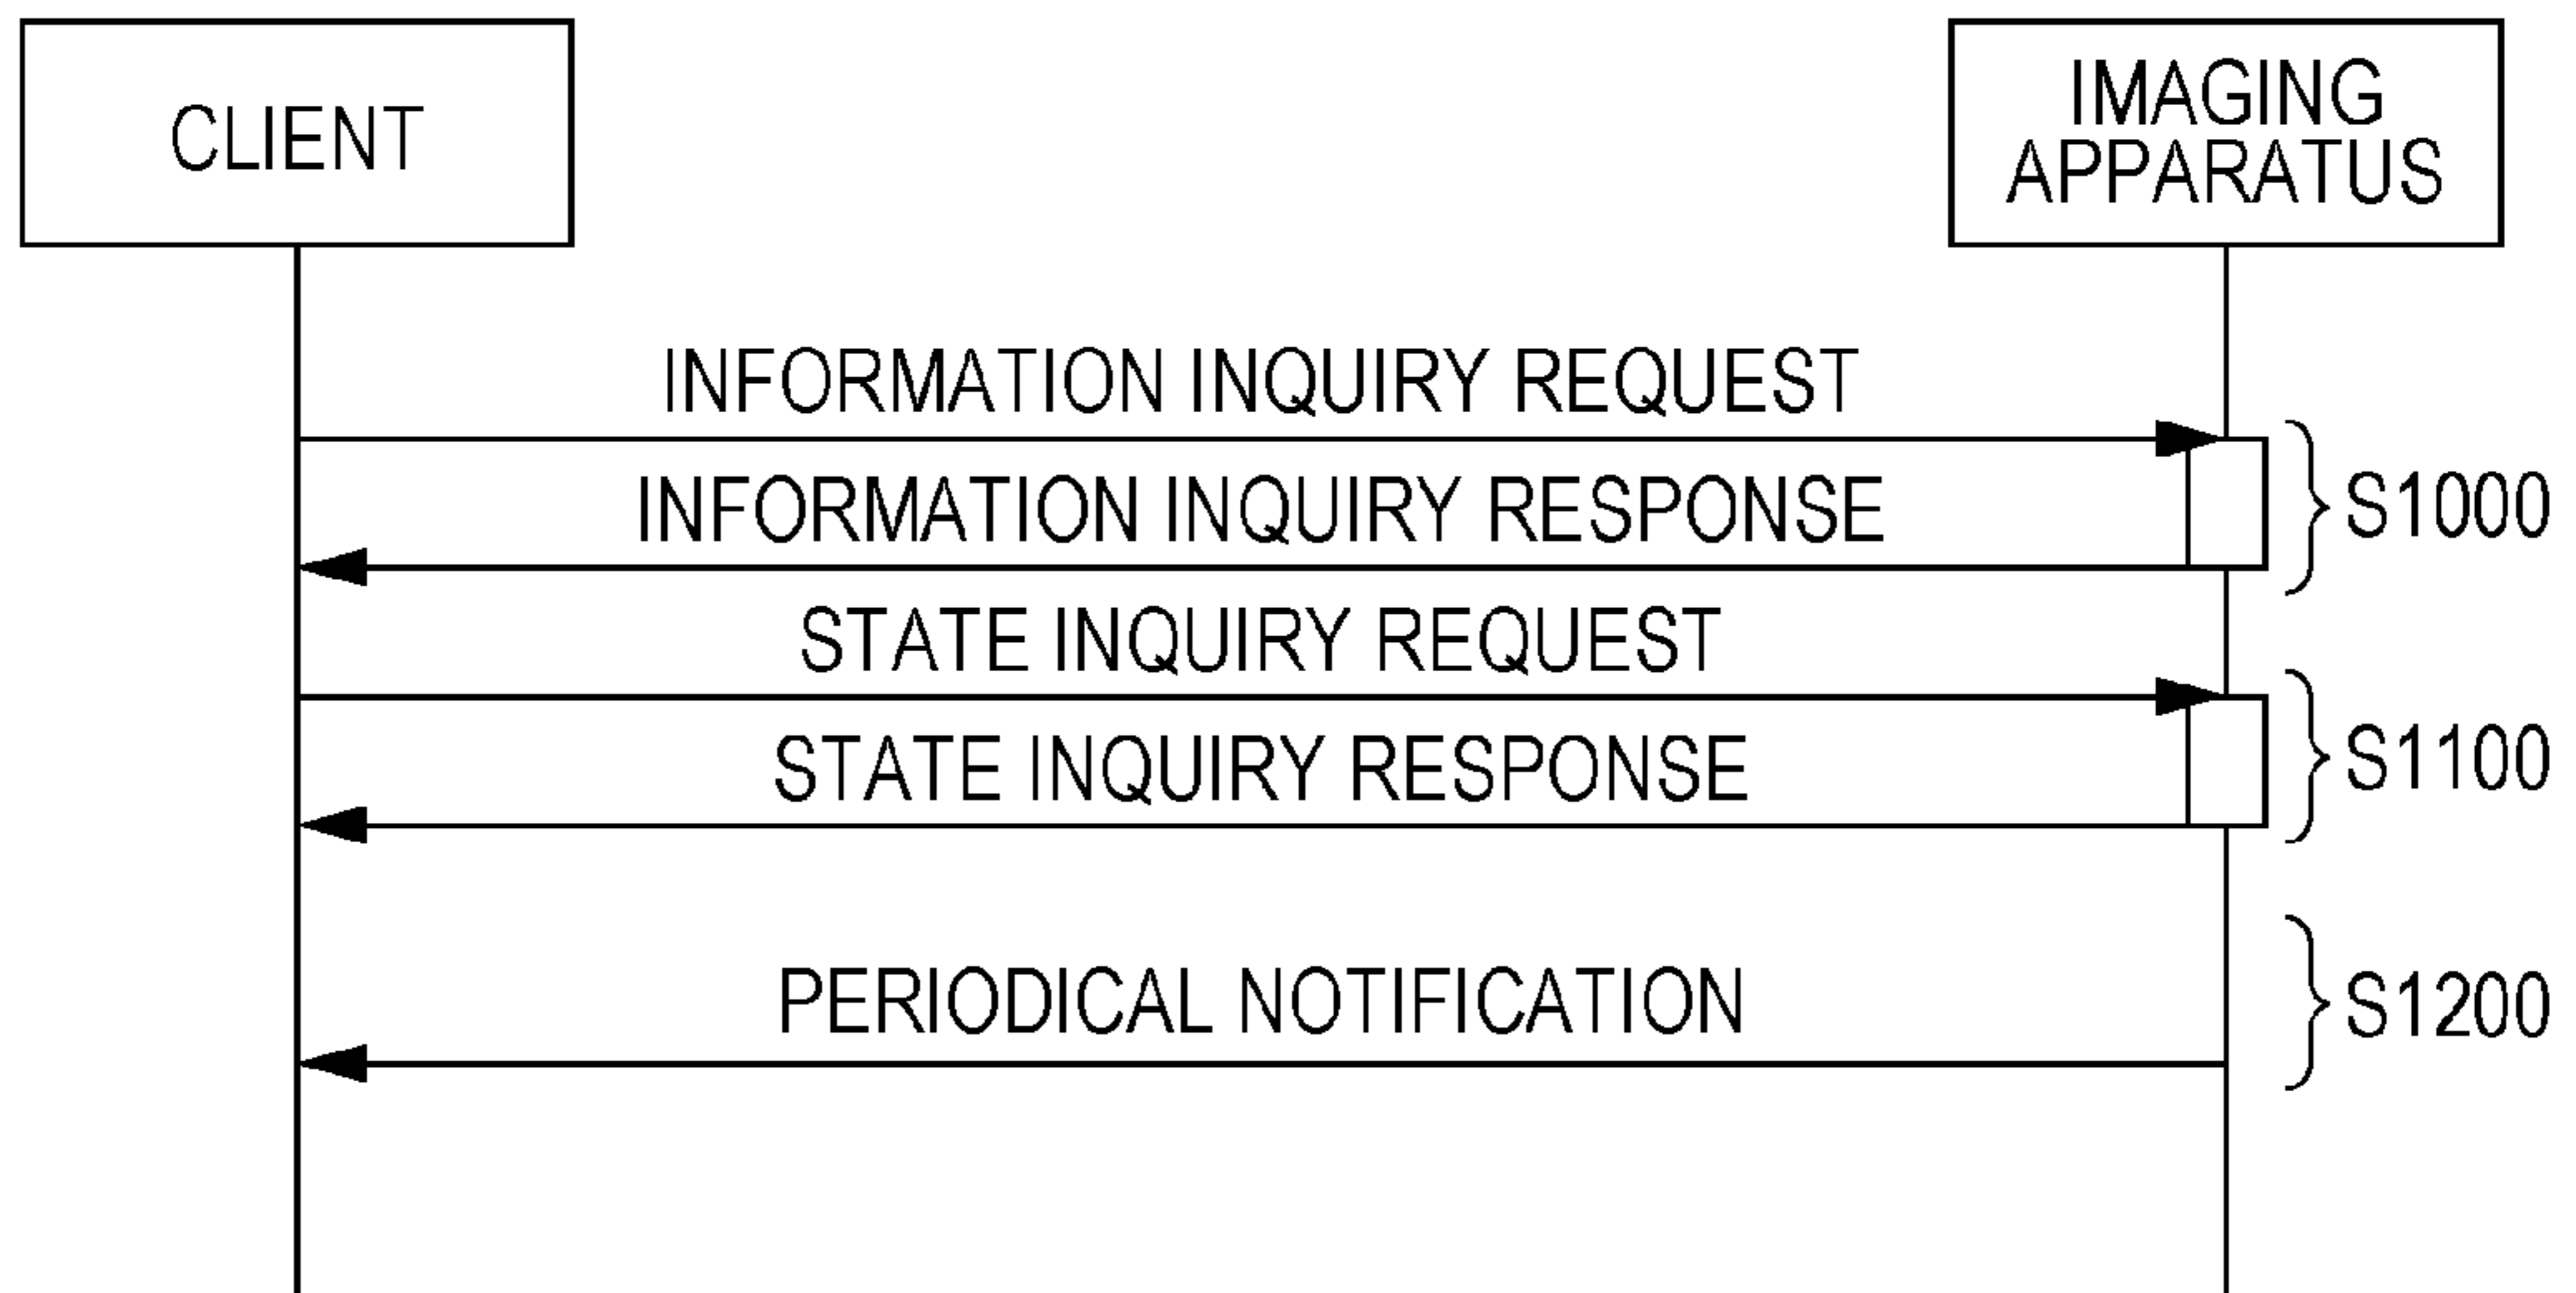 CLIENT
IMAGING
APPARATUS
INFORMATION INQUIRY REQUEST
INFORMATION INQUIRY RESPONSE
S1000
STATE INQUIRY REQUEST
STATE INQUIRY RESPONSE
S1100
PERIODICAL NOTIFICATION
S1200